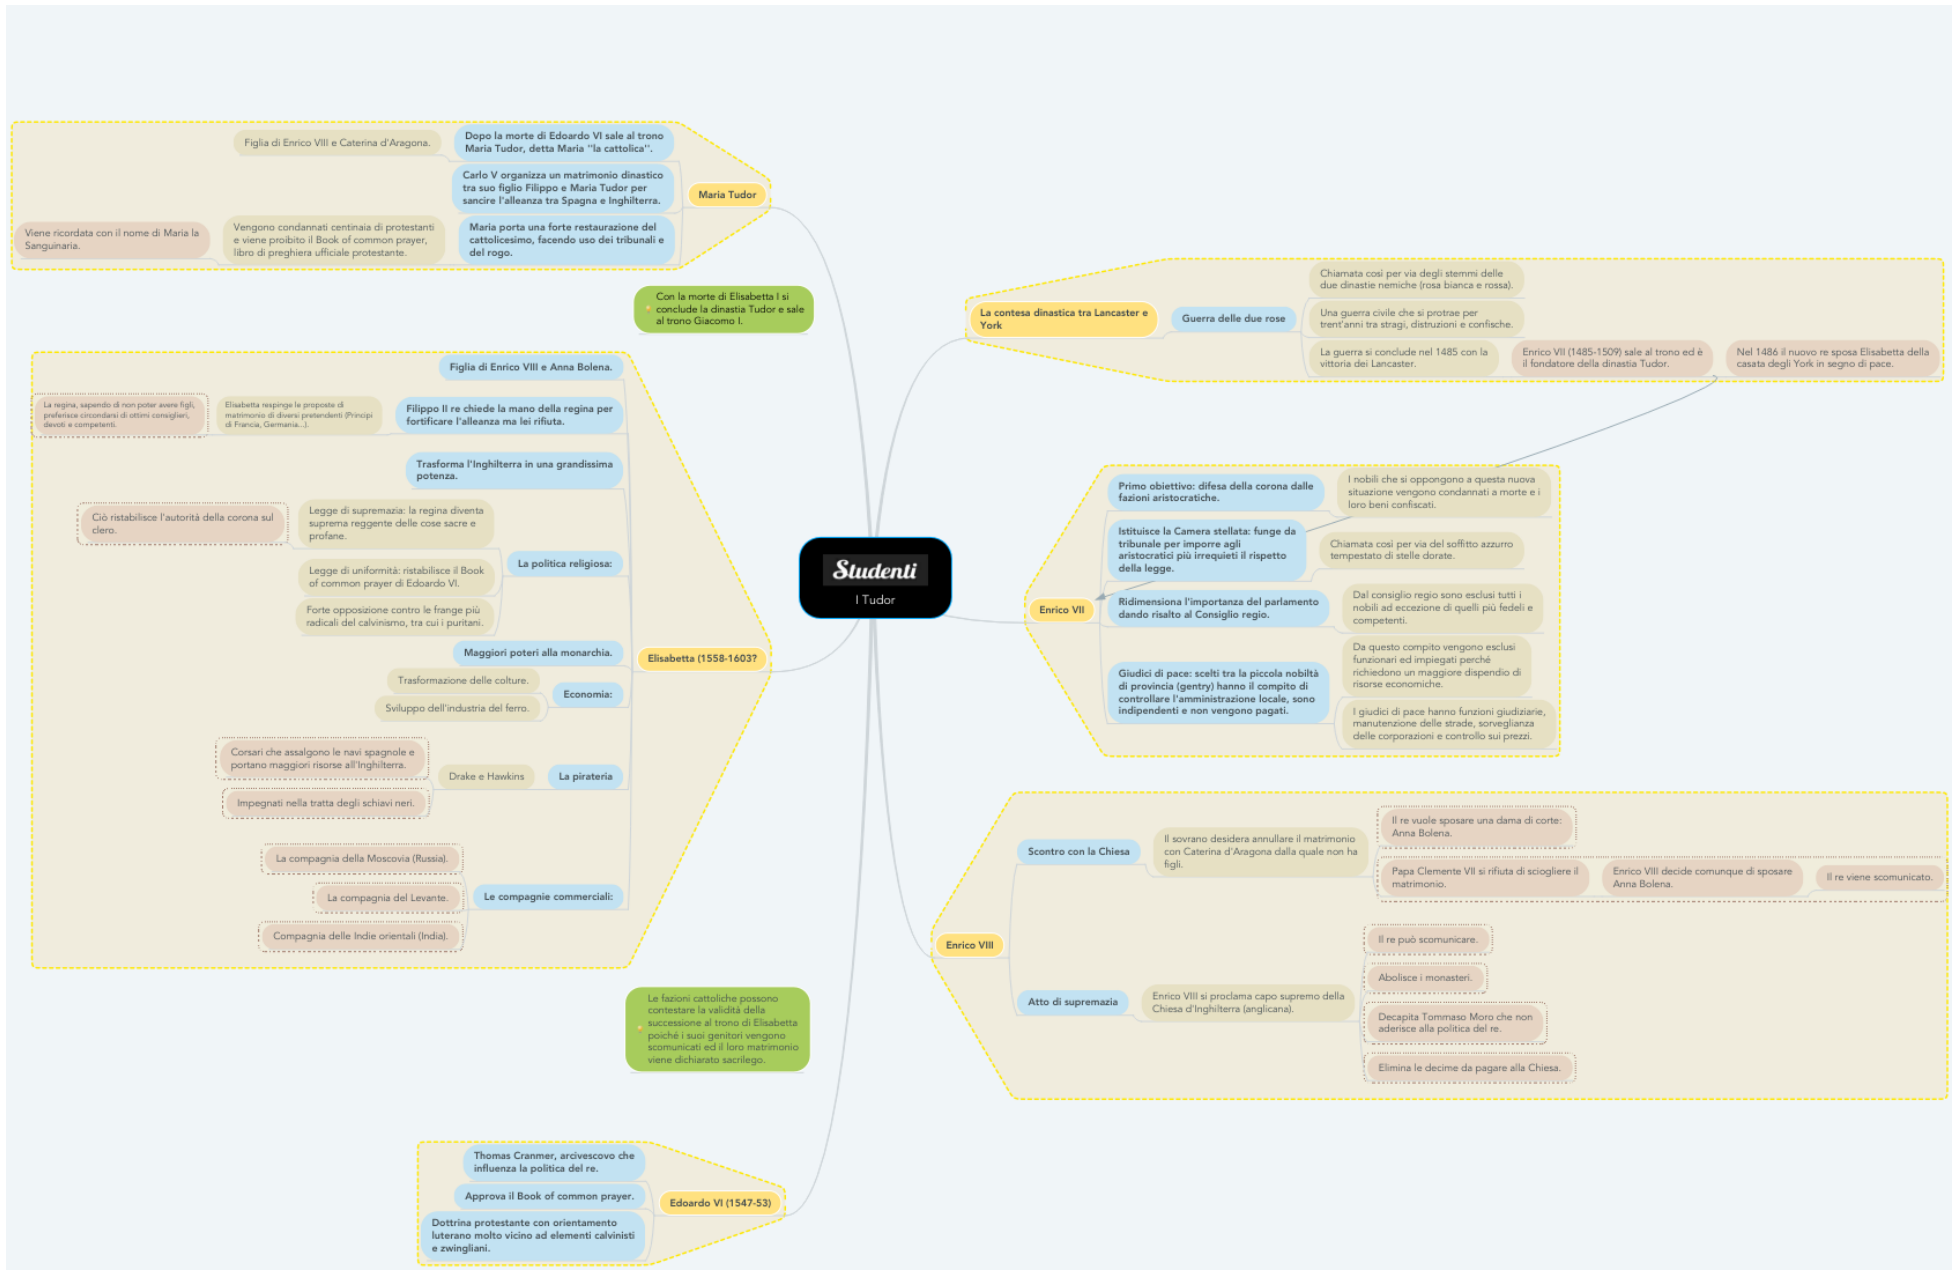 Studenti
I Tudor
Maria Tudor
Dopo la morte di Edoardo VI sale al trono
Maria Tudor, detta Maria "la cattolica".
Figlia di Enrico VIII e Caterina d'Aragona.
Carlo V organizza un matrimonio dinastico
tra suo figlio Filippo e Maria Tudor per
sancire l'alleanza tra Spagna e Inghilterra.
Maria porta una forte restaurazione del
cattolicesimo, facendo uso dei tribunali e
del rogo.
Vengono condannati centinaia di protestanti
e viene proibito il Book of common prayer,
libro di preghiera ufficiale protestante.
Viene ricordata con il nome di Maria la
Sanguinaria.
Con la morte di Elisabetta I si
conclude la dinastia Tudor e sale
al trono Giacomo I.
Elisabetta (1558-1603?
Figlia di Enrico VIII e Anna Bolena.
Filippo II re chiede la mano della regina per
fortificare l'alleanza ma lei rifiuta.
Elisabetta respinge le proposte di
matrimonio di diversi pretendenti (Principi
di Francia, Germania...).
La regina, sapendo di non poter avere figli,
preferisce circondarsi di ottimi consiglieri,
devoti e competenti.
Trasforma l'Inghilterra in una grandissima
potenza.
La politica religiosa:
Legge di supremazia: la regina diventa
suprema reggente delle cose sacre e
profane.
Ciò ristabilisce l'autorità della corona sul
clero.
Legge di uniformità: ristabilisce il Book
of common prayer di Edoardo VI.
Forte opposizione contro le frange più
radicali del calvinismo, tra cui i puritani.
Maggiori poteri alla monarchia.
Economia:
Trasformazione delle colture.
Sviluppo dell'industria del ferro.
La pirateria
Drake e Hawkins
Corsari che assalgono le navi spagnole e
portano maggiori risorse all'Inghilterra.
Impegnati nella tratta degli schiavi neri.
Le compagnie commerciali:
La compagnia della Moscovia (Russia).
La compagnia del Levante.
Compagnia delle Indie orientali (India).
Le fazioni cattoliche possono
contestare la validità della
successione al trono di Elisabetta
poiché i suoi genitori vengono
scomunicati ed il loro matrimonio
viene dichiarato sacrilego.
Edoardo VI (1547-53)
Thomas Cranmer, arcivescovo che
influenza la politica del re.
Approva il Book of common prayer.
Dottrina protestante con orientamento
luterano molto vicino ad elementi calvinisti
e zwingliani.
La contesa dinastica tra Lancaster e
York
Guerra delle due rose
Chiamata così per via degli stemmi delle
due dinastie nemiche (rosa bianca e rossa).
Una guerra civile che si protrae per
trent'anni tra stragi, distruzioni e confische.
La guerra si conclude nel 1485 con la
vittoria dei Lancaster.
Enrico VII (1485-1509) sale al trono ed è
il fondatore della dinastia Tudor.
Nel 1486 il nuovo re sposa Elisabetta della
casata degli York in segno di pace.
Enrico VII
Primo obiettivo: difesa della corona dalle
fazioni aristocratiche.
I nobili che si oppongono a questa nuova
situazione vengono condannati a morte e i
loro beni confiscati.
Istituisce la Camera stellata: funge da
tribunale per imporre agli
aristocratici più irrequieti il rispetto
della legge.
Chiamata così per via del soffitto azzurro
tempestato di stelle dorate.
Ridimensiona l'importanza del parlamento
dando risalto al Consiglio regio.
Dal consiglio regio sono esclusi tutti i
nobili ad eccezione di quelli più fedeli e
competenti.
Giudici di pace: scelti tra la piccola nobiltà
di provincia (gentry) hanno il compito di
controllare l'amministrazione locale, sono
indipendenti e non vengono pagati.
Da questo compito vengono esclusi
funzionari ed impiegati perché
richiedono un maggiore dispendio di
risorse economiche.
I giudici di pace hanno funzioni giudiziarie,
manutenzione delle strade, sorveglianza
delle corporazioni e controllo sui prezzi.
Enrico VIII
Scontro con la Chiesa
Il sovrano desidera annullare il matrimonio
con Caterina d'Aragona dalla quale non ha
figli.
Il re vuole sposare una dama di corte:
Anna Bolena.
Papa Clemente VII si rifiuta di sciogliere il
matrimonio.
Enrico VIII decide comunque di sposare
Anna Bolena.
Il re viene scomunicato.
Atto di supremazia
Enrico VIII si proclama capo supremo della
Chiesa d'Inghilterra (anglicana).
Il re può scomunicare.
Abolisce i monasteri.
Decapita Tommaso Moro che non
aderisce alla politica del re.
Elimina le decime da pagare alla Chiesa.